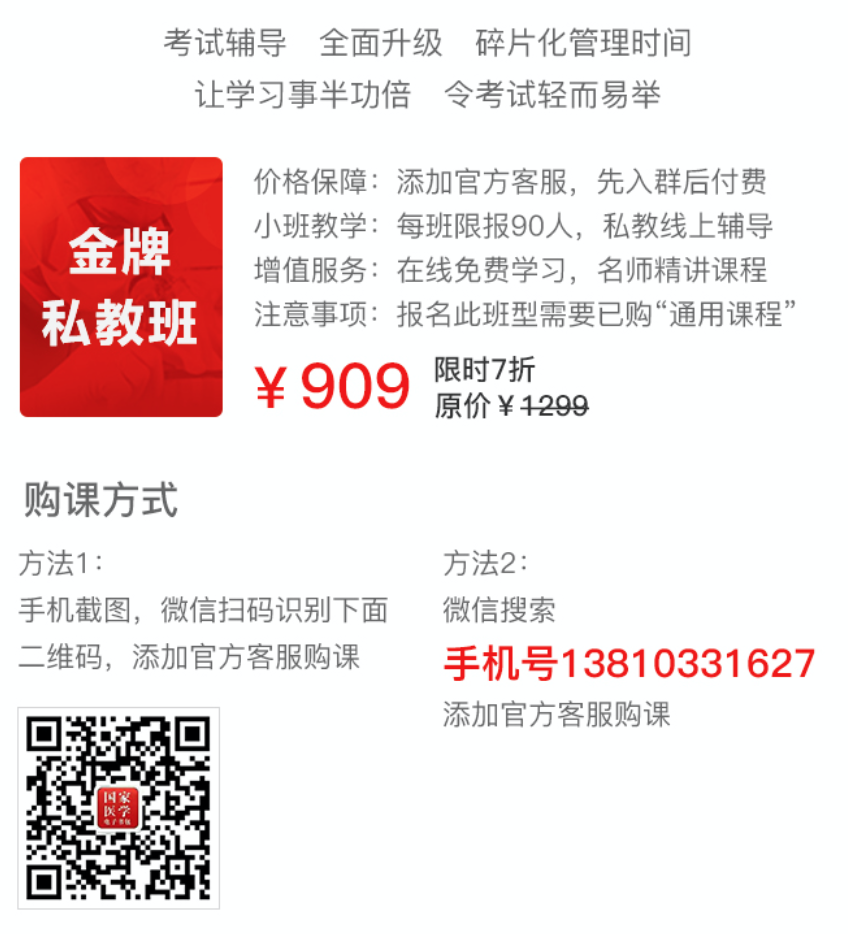 考试辅导　全面升级　碎片化管理时间
让学习事半功倍　令考试轻而易举
金牌
私教班
价格保障：添加官方客服，先入群后付费
小班教学：每班限报90人，私教线上辅导
增值服务：在线免费学习，名师精讲课程
注意事项：报名此班型需要已购“通用课程”
¥909
限时7折
原价¥1299
购课方式
方法1：
手机截图，微信扫码识别下面
二维码，添加官方客服购课
方法2：
微信搜索
手机号13810331627
添加官方客服购课
国家
医学
电子书包